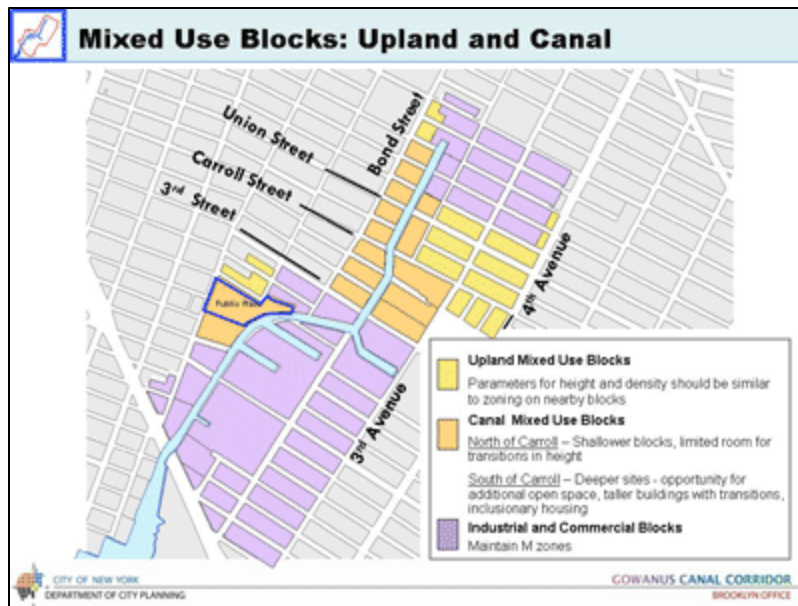 Mixed Use Blocks: Upland and Canal
Union Street
Carroll Street
3rd Street
Bond Street
4th Avenue
3rd Avenue
Public Place
Upland Mixed Use Blocks
Parameters for height and density should be similar
to zoning on nearby blocks
Canal Mixed Use Blocks
North of Carroll – Shallower blocks, limited room for
transitions in height
South of Carroll – Deeper sites - opportunity for
additional open space, taller buildings with transitions,
inclusionary housing
Industrial and Commercial Blocks
Maintain M zones
CITY OF NEW YORK
DEPARTMENT OF CITY PLANNING
GOWANUS CANAL CORRIDOR
BROOKLYN OFFICE